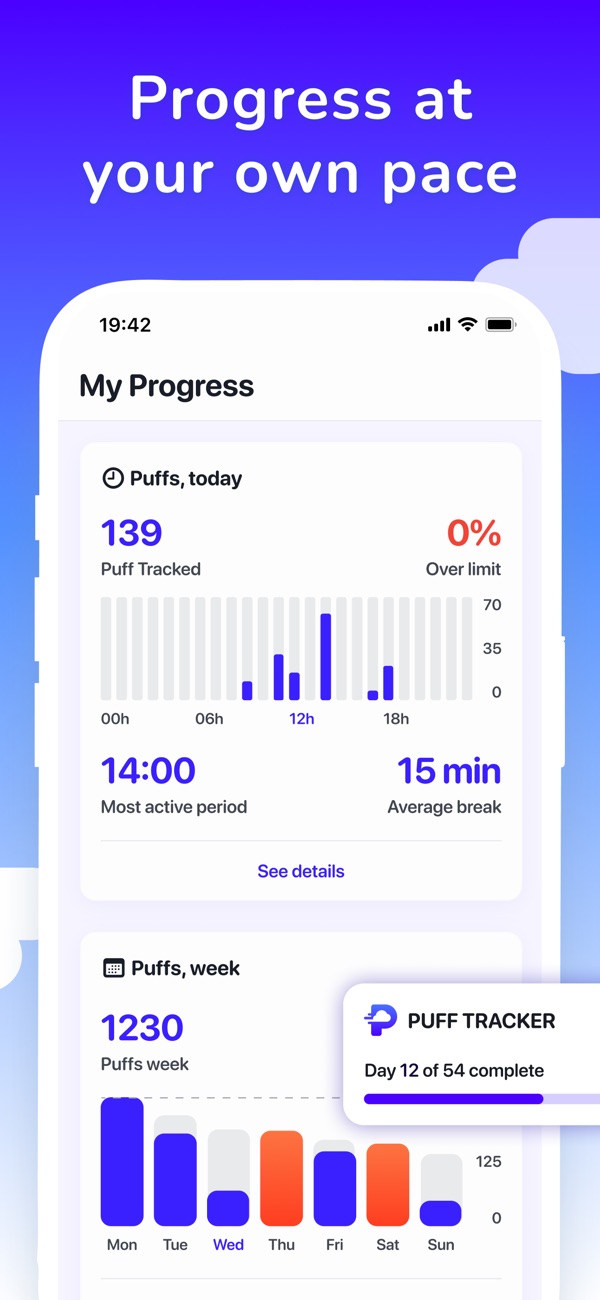 Progress at
your own pace
19:42
My Progress
Puffs, today
139 0%
Puff Tracked Over limit
70
35
0
00h 06h 12h 18h
14:00 15 min
Most active period Average break
See details
Puffs, week
1230
Puffs week
PUFF TRACKER
Day 12 of 54 complete
125
0
Mon Tue Wed Thu Fri Sat Sun